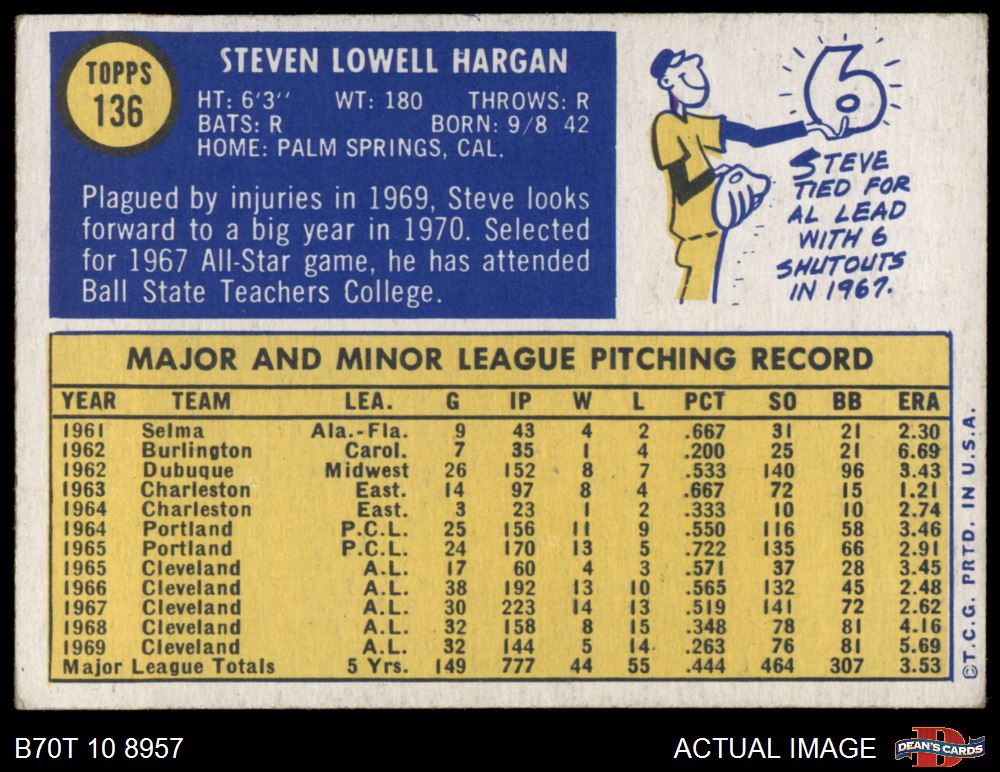 TOPPS
136
STEVEN LOWELL HARGAN
HT: 6'3" WT: 180 THROWS: R
BATS: R BORN: 9/8 42
HOME: PALM SPRINGS, CAL.
Plagued by injuries in 1969, Steve looks
forward to a big year in 1970. Selected
for 1967 All-Star game, he has attended
Ball State Teachers College.
6
STEVE
TIED FOR
AL LEAD
WITH 6
SHUTOUTS
IN 1967.
MAJOR AND MINOR LEAGUE PITCHING RECORD
YEAR TEAM LEA. G IP W L PCT SO BB ERA
1961 Selma Ala.-Fla. 9 43 4 2 .667 31 21 2.30
1962 Burlington Carol. 7 35 1 4 .200 25 21 6.69
1962 Dubuque Midwest 26 152 8 7 .533 140 96 3.43
1963 Charleston East. 14 97 8 4 .667 72 15 1.21
1964 Charleston East. 3 23 1 2 .333 10 10 2.74
1964 Portland P.C.L. 25 156 11 9 .550 116 58 3.46
1965 Portland P.C.L. 24 170 13 5 .722 135 66 2.91
1965 Cleveland A.L. 17 60 4 3 .571 37 28 3.45
1966 Cleveland A.L. 38 192 13 10 .565 132 45 2.48
1967 Cleveland A.L. 30 223 14 13 .519 141 72 2.62
1968 Cleveland A.L. 32 158 8 15 .348 78 81 4.16
1969 Cleveland A.L. 32 144 5 14 .263 76 81 5.69
Major League Totals 5 Yrs. 149 777 44 55 .444 464 307 3.53
©T.C.G. PRTD. IN U.S.A.
B70T 10 8957
ACTUAL IMAGE
D
DEAN'S CARDS